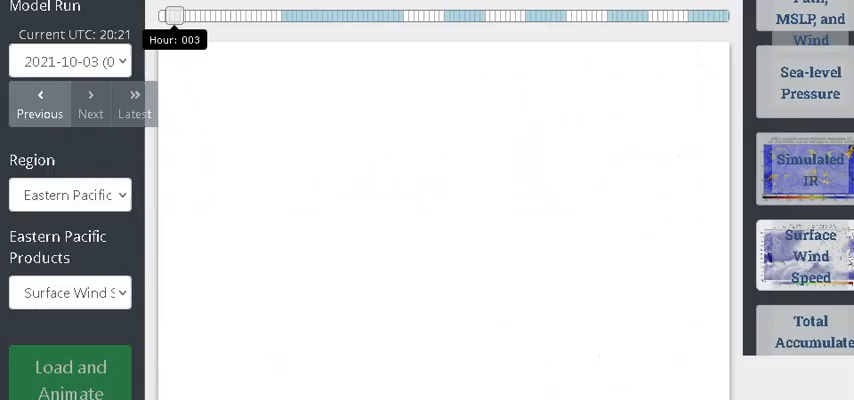 Model Run
Current UTC: 20:21
2021-10-03 (0
Previous
Next
Latest
Region
Eastern Pacific
Eastern Pacific
Products
Surface Wind S
Load and
Animate
Hour: 003
Path,
MSLP, and
Wind
Sea-level
Pressure
Simulated
IR
Surface
Wind
Speed
Total
Accumulate